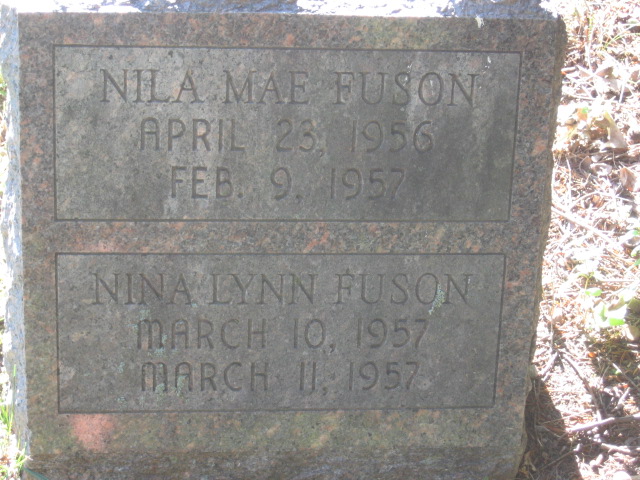 NILA MAE FUSON
APRIL 23, 1956
FEB. 9, 1957
NINA LYNN FUSON
MARCH 10, 1957
MARCH 11, 1957